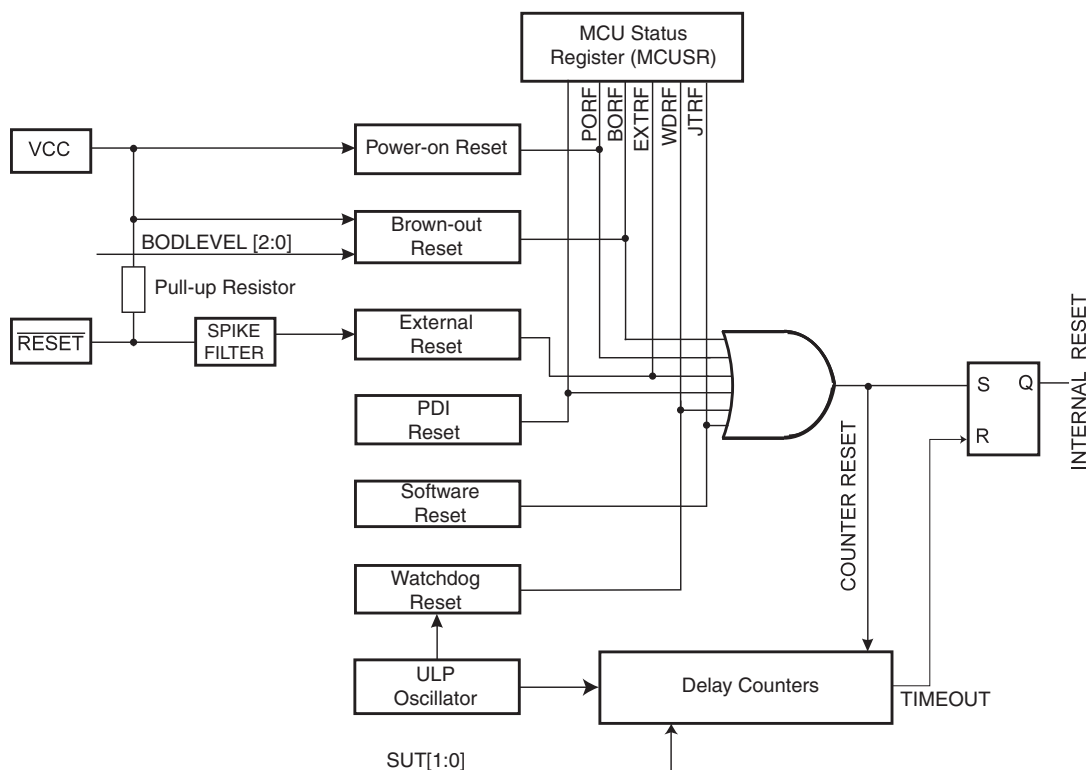 MCU Status
Register (MCUSR)
PORF
BORF
EXTRF
WDRF
JTRF
VCC
Power-on Reset
Brown-out
Reset
BODLEVEL [2:0]
Pull-up Resistor
RESET
SPIKE
FILTER
External
Reset
PDI
Reset
Software
Reset
Watchdog
Reset
ULP
Oscillator
Delay Counters
SUT[1:0]
COUNTER RESET
TIMEOUT
S
Q
R
INTERNAL RESET